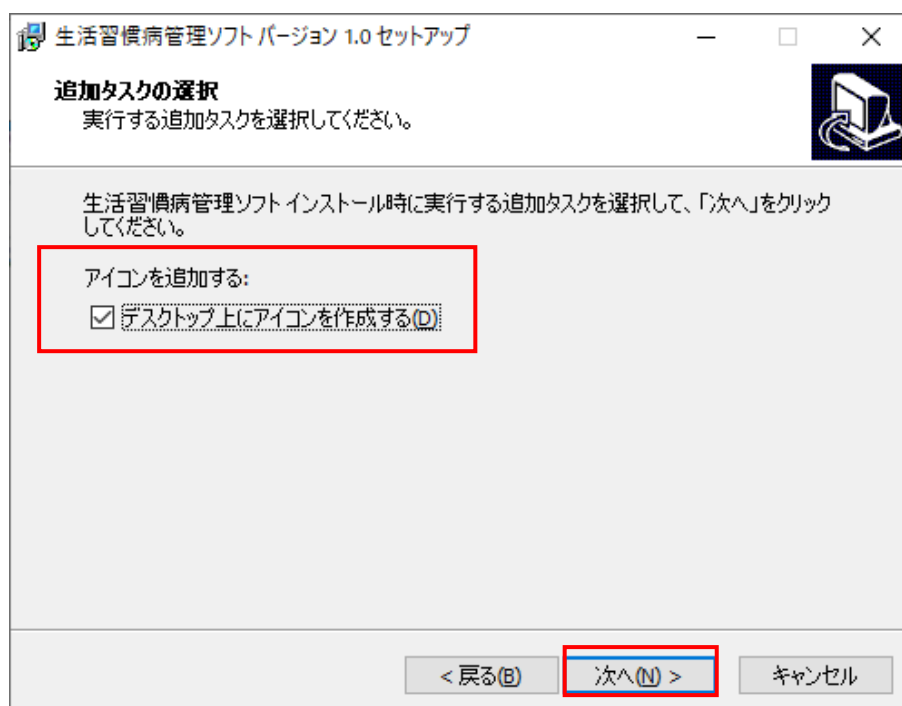 生活習慣病管理ソフト バージョン 1.0 セットアップ
追加タスクの選択
実行する追加タスクを選択してください。
生活習慣病管理ソフト インストール時に実行する追加タスクを選択して、「次へ」をクリック
してください。
アイコンを追加する:
デスクトップ上にアイコンを作成する(D)
< 戻る(B)
次へ(N) >
キャンセル